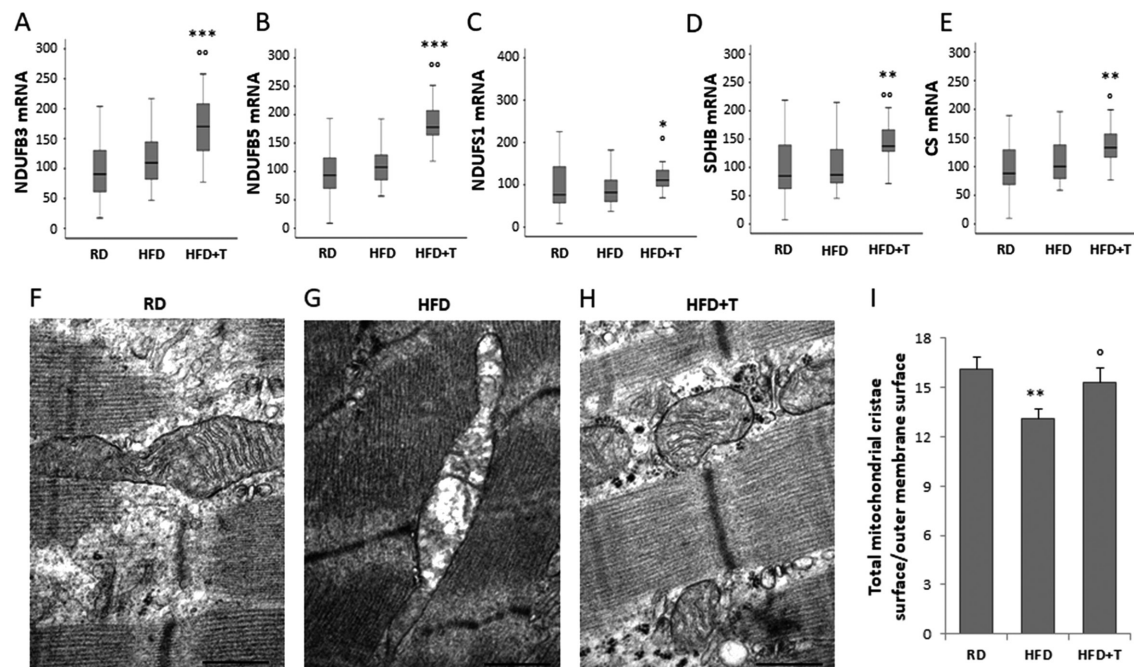 A
NDUFB3 mRNA
300
250
200
150
100
50
0
***
°°
RD HFD HFD+T
B
NDUFB5 mRNA
300
250
200
150
100
50
0
***
°°
RD HFD HFD+T
C
NDUFS1 mRNA
400
300
200
100
0
*
°
RD HFD HFD+T
D
SDHB mRNA
300
250
200
150
100
50
0
**
°°
RD HFD HFD+T
E
CS mRNA
300
250
200
150
100
50
0
**
°
RD HFD HFD+T
F
RD
G
HFD
H
HFD+T
I
Total mitochondrial cristae
surface/outer membrane surface
18
15
12
9
6
3
0
**
°
RD HFD HFD+T